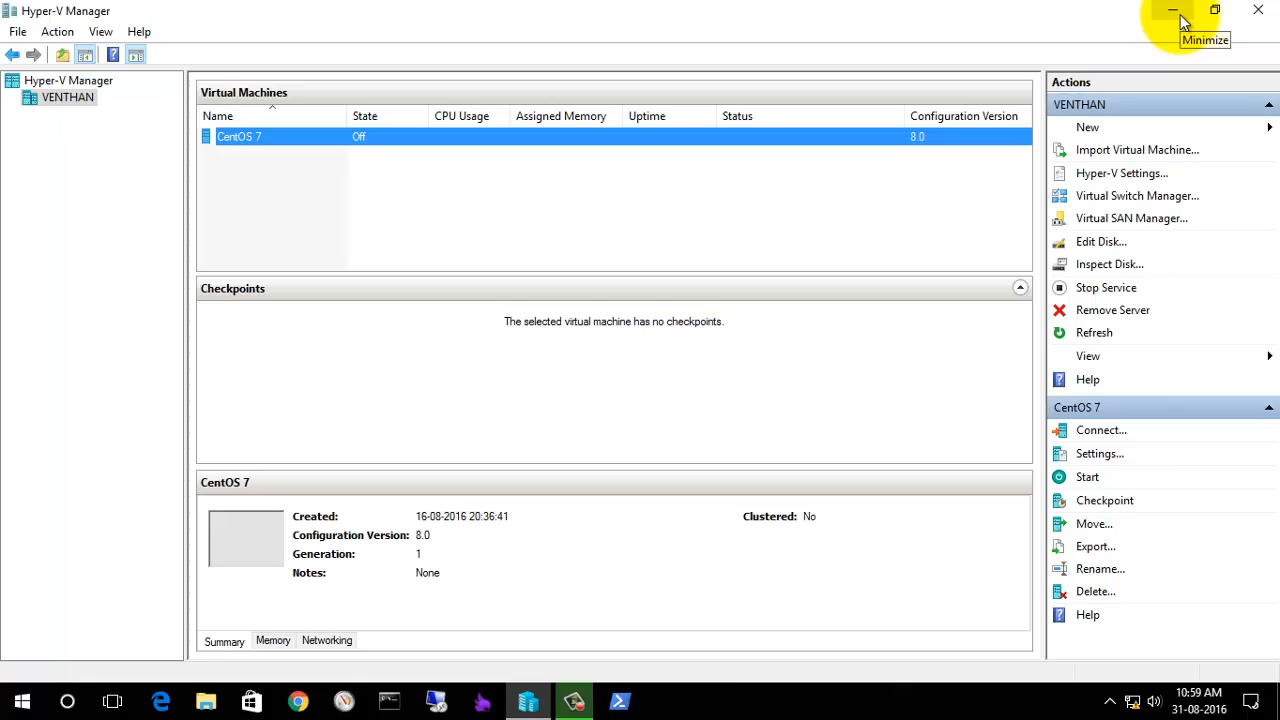 Hyper-V Manager
File Action View Help
Minimize
Hyper-V Manager
VENTHAN
Virtual Machines
Name State CPU Usage Assigned Memory Uptime Status Configuration Version
CentOS 7 Off 8.0
Checkpoints
The selected virtual machine has no checkpoints.
CentOS 7
Created: 16-08-2016 20:36:41 Clustered: No
Configuration Version: 8.0
Generation: 1
Notes: None
Summary Memory Networking
Actions
VENTHAN
New
Import Virtual Machine...
Hyper-V Settings...
Virtual Switch Manager...
Virtual SAN Manager...
Edit Disk...
Inspect Disk...
Stop Service
Remove Server
Refresh
View
Help
CentOS 7
Connect...
Settings...
Start
Checkpoint
Move...
Export...
Rename...
Delete...
Help
10:59 AM
31-08-2016